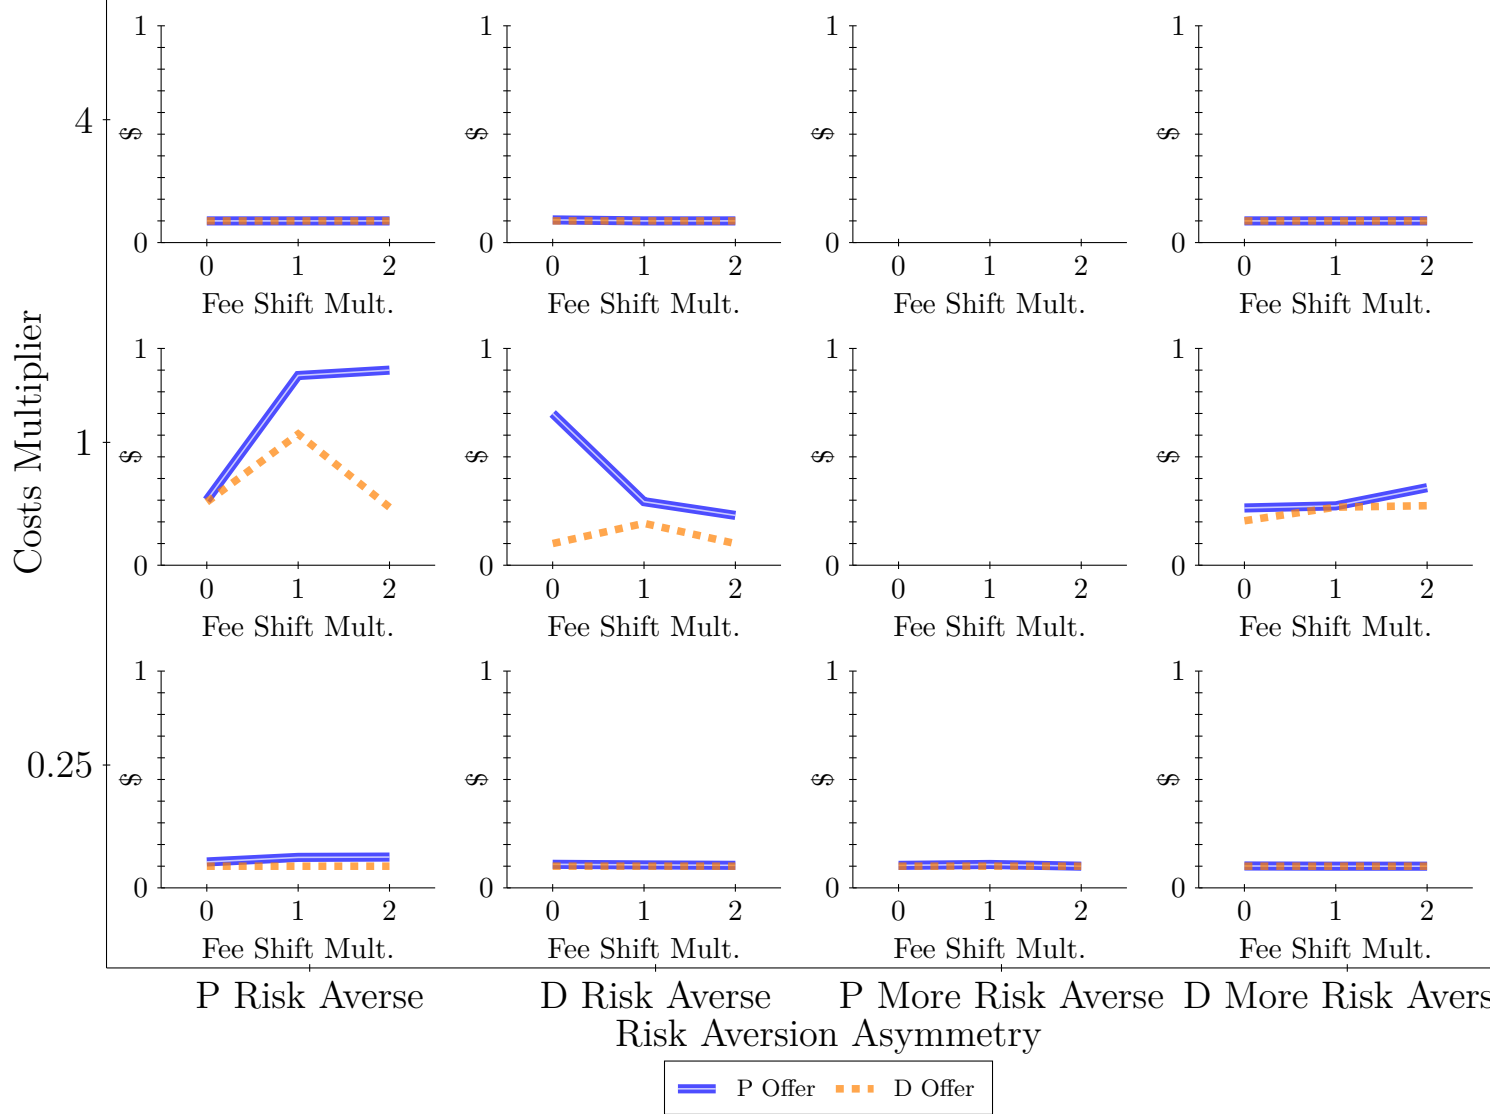 Costs Multiplier
4
1
0.25
1 1 1 1
$ $ $ $
0 0 0 0
0 1 2 0 1 2 0 1 2 0 1 2
Fee Shift Mult. Fee Shift Mult. Fee Shift Mult. Fee Shift Mult.
1 1 1 1
$ $ $ $
0 0 0 0
0 1 2 0 1 2 0 1 2 0 1 2
Fee Shift Mult. Fee Shift Mult. Fee Shift Mult. Fee Shift Mult.
1 1 1 1
$ $ $ $
0 0 0 0
0 1 2 0 1 2 0 1 2 0 1 2
Fee Shift Mult. Fee Shift Mult. Fee Shift Mult. Fee Shift Mult.
P Risk Averse D Risk Averse P More Risk Averse D More Risk Avers
Risk Aversion Asymmetry
P Offer D Offer